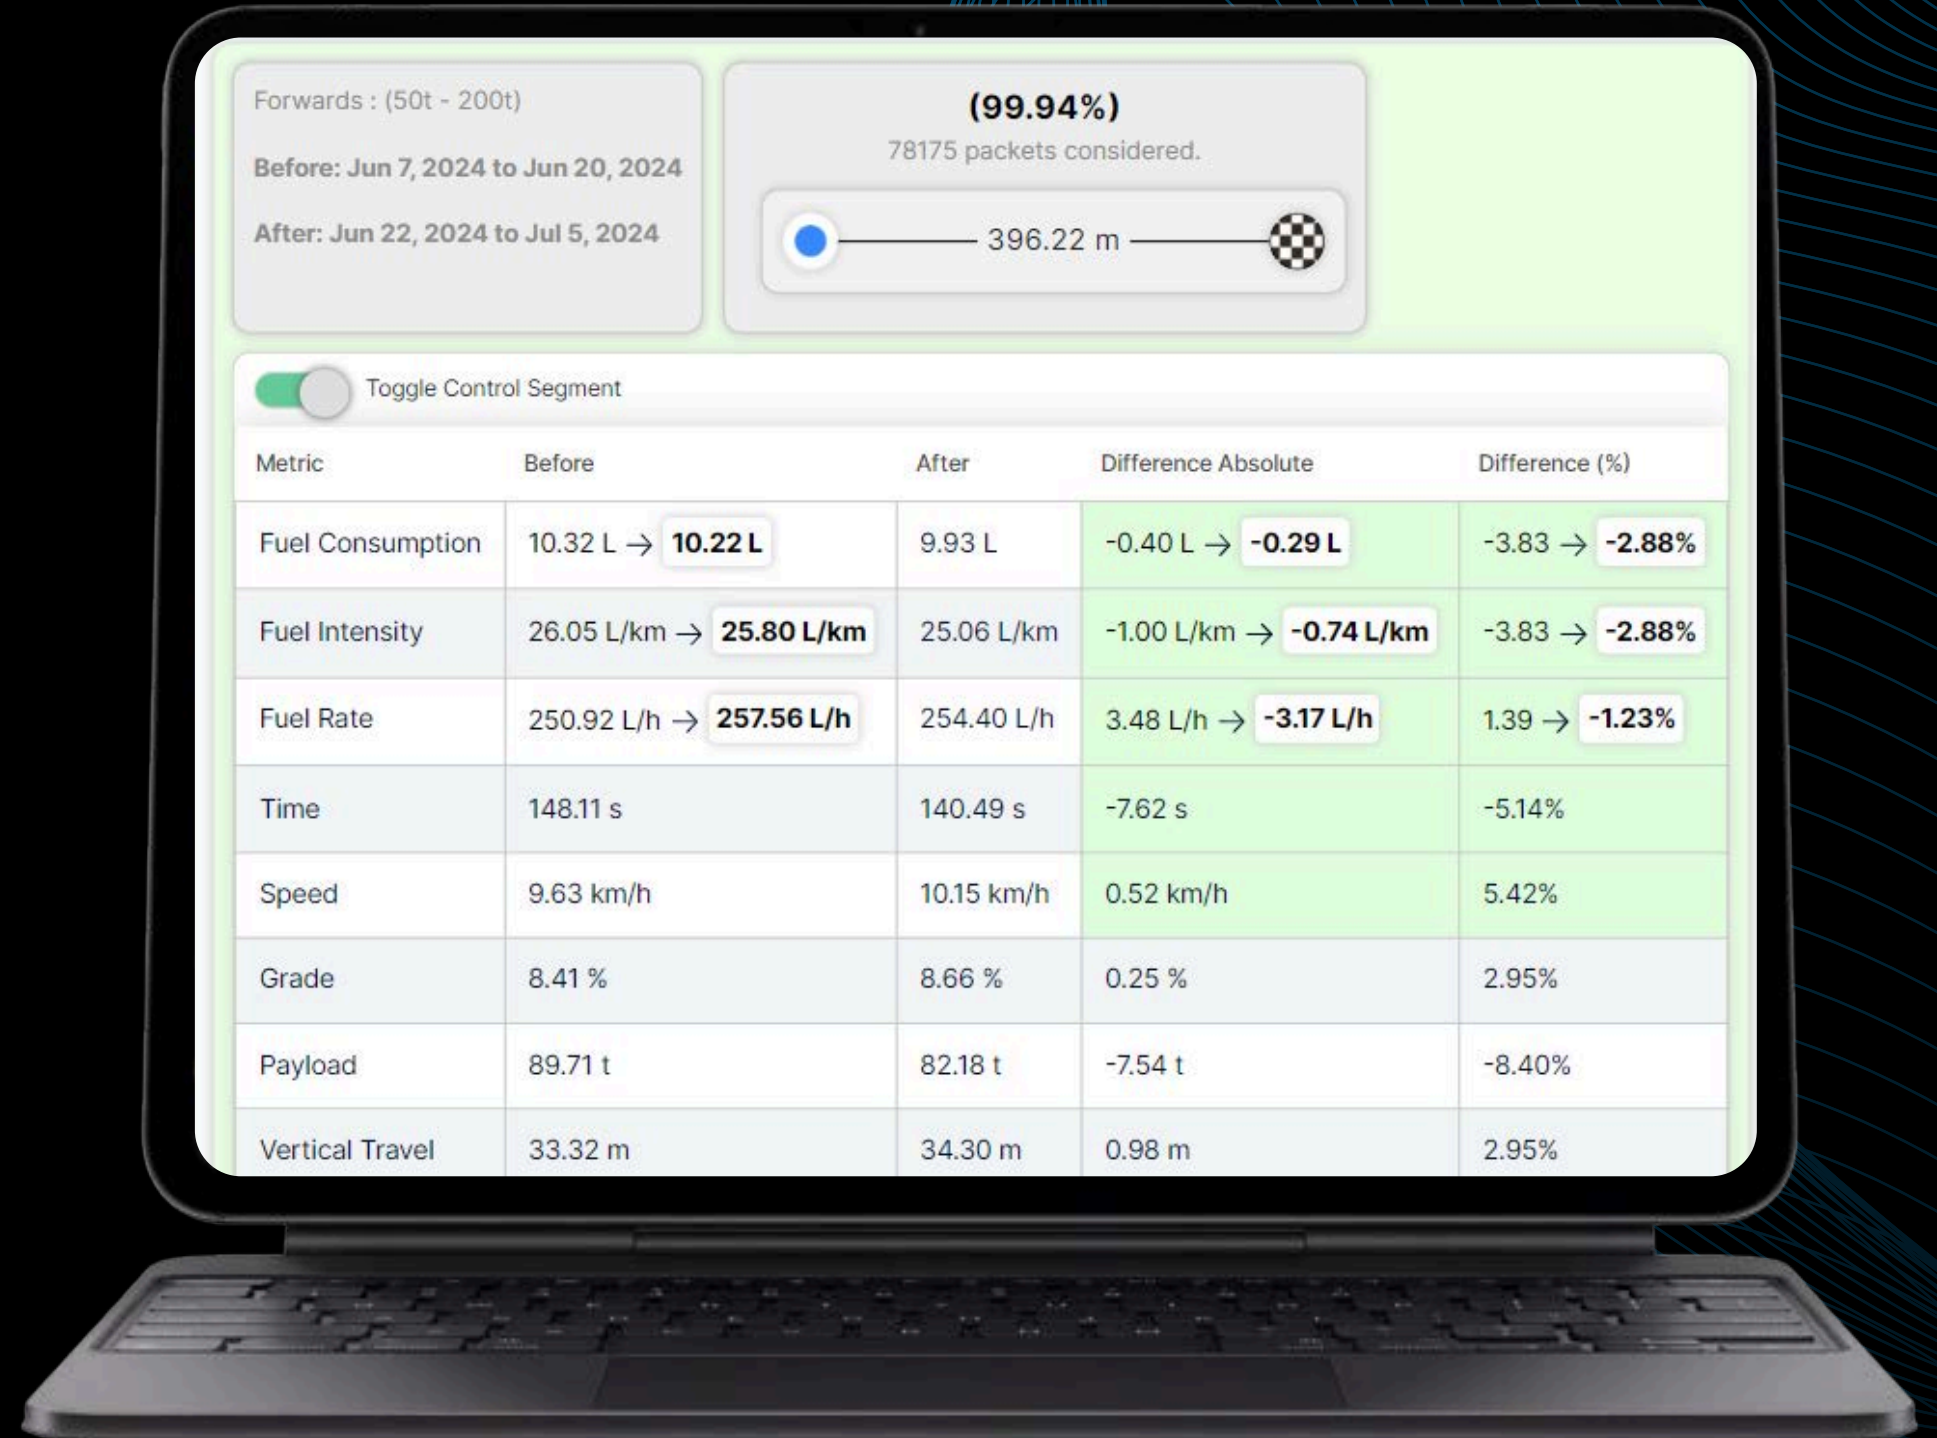 Forwards : (50t - 200t)
Before: Jun 7, 2024 to Jun 20, 2024
After: Jun 22, 2024 to Jul 5, 2024
(99.94%)
78175 packets considered.
396.22 m
Toggle Control Segment
Metric Before After Difference Absolute Difference (%)
Fuel Consumption 10.32 L → 10.22 L 9.93 L -0.40 L → -0.29 L -3.83 → -2.88%
Fuel Intensity 26.05 L/km → 25.80 L/km 25.06 L/km -1.00 L/km → -0.74 L/km -3.83 → -2.88%
Fuel Rate 250.92 L/h → 257.56 L/h 254.40 L/h 3.48 L/h → -3.17 L/h 1.39 → -1.23%
Time 148.11 s 140.49 s -7.62 s -5.14%
Speed 9.63 km/h 10.15 km/h 0.52 km/h 5.42%
Grade 8.41 % 8.66 % 0.25 % 2.95%
Payload 89.71 t 82.18 t -7.54 t -8.40%
Vertical Travel 33.32 m 34.30 m 0.98 m 2.95%